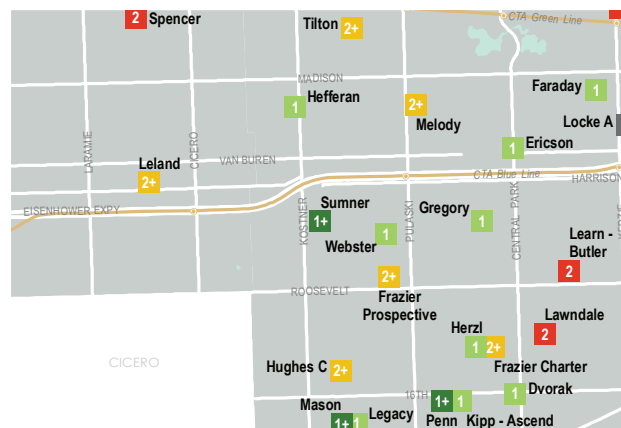 CTA Green Line
2 Spencer
Tilton 2+
MADISON
Faraday 1
1 Hefferan
2+
Melody
Locke A
LARAMIE
CICERO
1 Ericson
VAN BUREN
Leland
2+
CTA Blue Line
HARRISON
EISENHOWER EXPY
KOSTNER
PULASKI
CENTRAL PARK
Sumner
1+
Gregory
1
Webster 1
Learn -
Butler
2
2+
Frazier
Prospective
ROOSEVELT
Lawndale
2
Herzl
1 2+
Frazier Charter
CICERO
Hughes C 2+
16TH
1 Dvorak
Mason
1+ 1
Legacy
1+ 1
Penn Kipp - Ascend